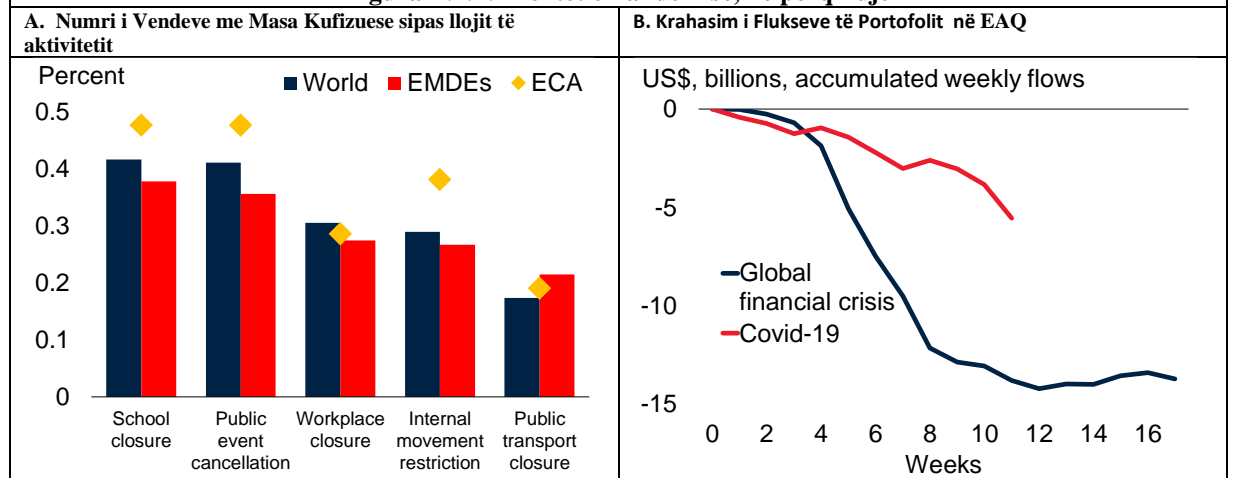 A. Numri i Vendeve me Masa Kufizuese sipas llojit të
aktivitetit
B. Krahasim i Flukseve të Portofolit në EAQ
Percent
World EMDEs ECA
0.5
0.4
0.3
0.2
0.1
0
School
closure
Public
event
cancellation
Workplace
closure
Internal
movement
restriction
Public
transport
closure
US$, billions, accumulated weekly flows
0
-5
-10
-15
Global
financial crisis
Covid-19
0 2 4 6 8 10 12 14 16
Weeks